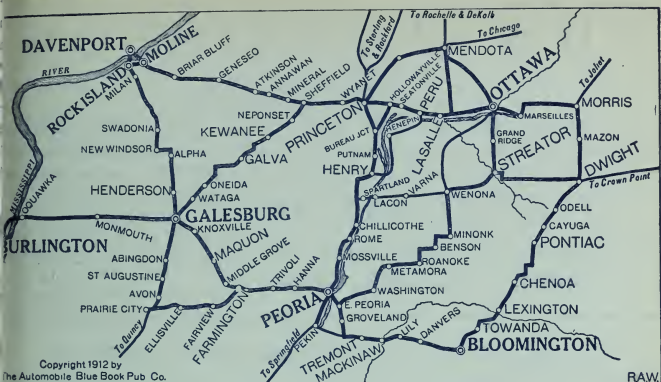 To Rochelle & DeKalb
To Sterling
& Rockford
To Chicago
MENDOTA
DAVENPORT
MOLINE
ROCK ISLAND
MILAN
RIVER
BRIAR BLUFF
GENESEO
ATKINSON
ANNAWAN
MINERAL
SHEFFIELD
WYANET
PRINCETON
HOLLOWAYVILLE
SEATONVILLE
PERU
LASALLE
OTTAWA
To Joliet
MORRIS
MARSEILLES
SWADONIA
NEW WINDSOR
ALPHA
NEPONSET
KEWANEE
GALVA
BUREAU JCT
PUTNAM
HENEPIN
HENRY
GRAND
RIDGE
STREATOR
MAZON
DWIGHT
To Crown Point
MISSISSIPPI
OQUAWKA
HENDERSON
ONEIDA
WATAGA
GALESBURG
KNOXVILLE
SPARTLAND
LACON
VARNA
WENONA
ODELL
CAYUGA
PONTIAC
URLINGTON
MONMOUTH
MAQUON
CHILLICOTHE
ROME
MINONK
BENSON
ROANOKE
METAMORA
ABINGDON
ST AUGUSTINE
AVON
PRAIRIE CITY
MIDDLE GROVE
TRIVOLI
HANNA
MOSSVILLE
WASHINGTON
CHENOA
PEORIA
E. PEORIA
GROVELAND
LEXINGTON
TOWANDA
To Quincy
ELLISVILLE
FAIRVIEW
FARMINGTON
To Springfield
PEKIN
TREMONT
MACKINAW
LILY
DANVERS
BLOOMINGTON
Copyright 1912 by
The Automobile Blue Book Pub Co.
RAW